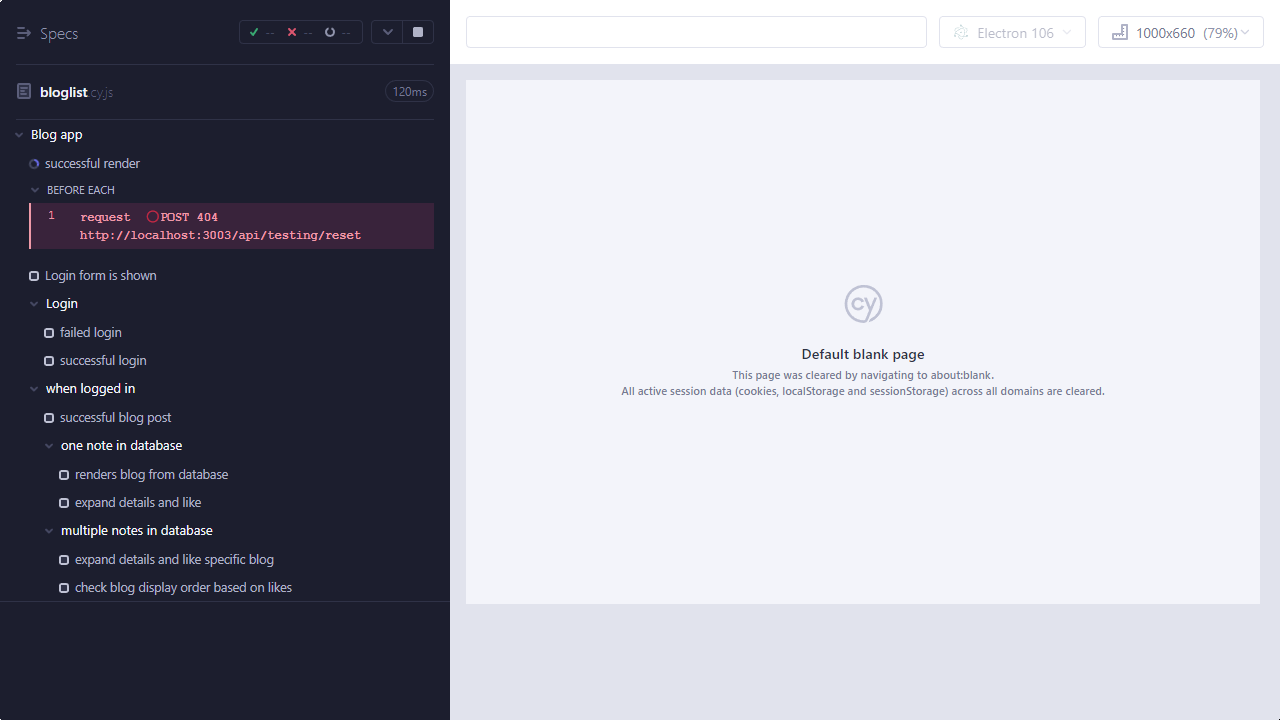 Specs
--
--
--
bloglist.cy.js
120ms
Blog app
successful render
BEFORE EACH
1 request POST 404
http://localhost:3003/api/testing/reset
Login form is shown
Login
failed login
successful login
when logged in
successful blog post
one note in database
renders blog from database
expand details and like
multiple notes in database
expand details and like specific blog
check blog display order based on likes
Electron 106
1000x660 (79%)
cy
Default blank page
This page was cleared by navigating to about:blank.
All active session data (cookies, localStorage and sessionStorage) across all domains are cleared.